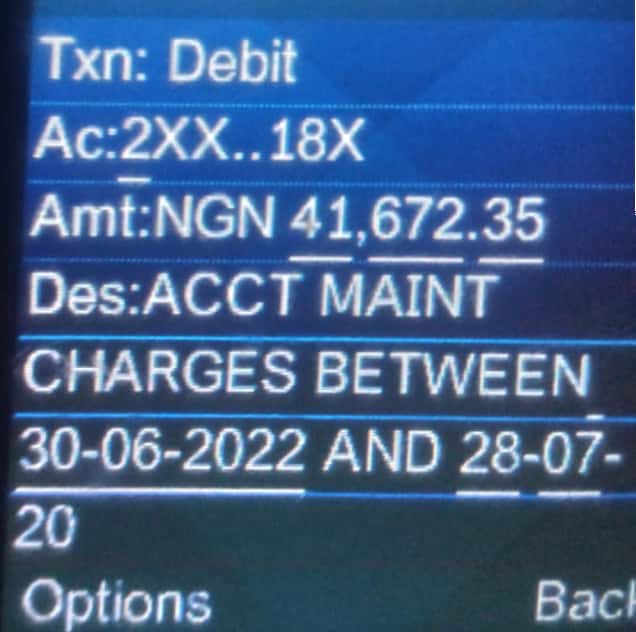 Txn: Debit
Ac:2XX..18X
Amt:NGN 41,672.35
Des:ACCT MAINT
CHARGES BETWEEN
30-06-2022 AND 28-07-
20
Options